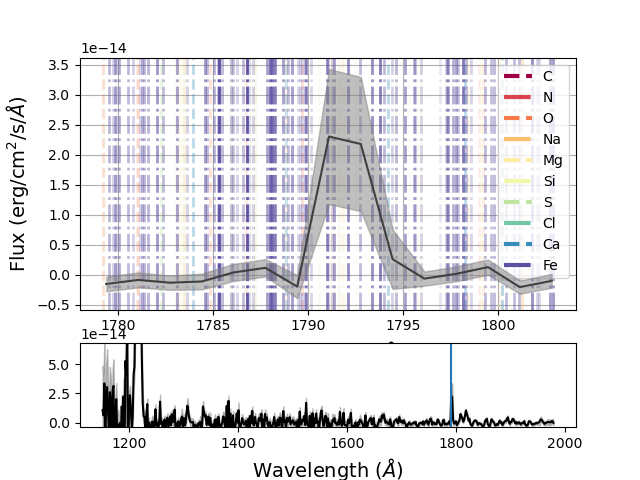 1e−14
3.5
3.0
2.5
2.0
1.5
1.0
0.5
0.0
−0.5
Flux (erg/cm²/s/Å)
C
N
O
Na
Mg
Si
S
Cl
Ca
Fe
1780 1785 1790 1795 1800
1e−14
5.0
2.5
0.0
1200 1400 1600 1800 2000
Wavelength (Å)